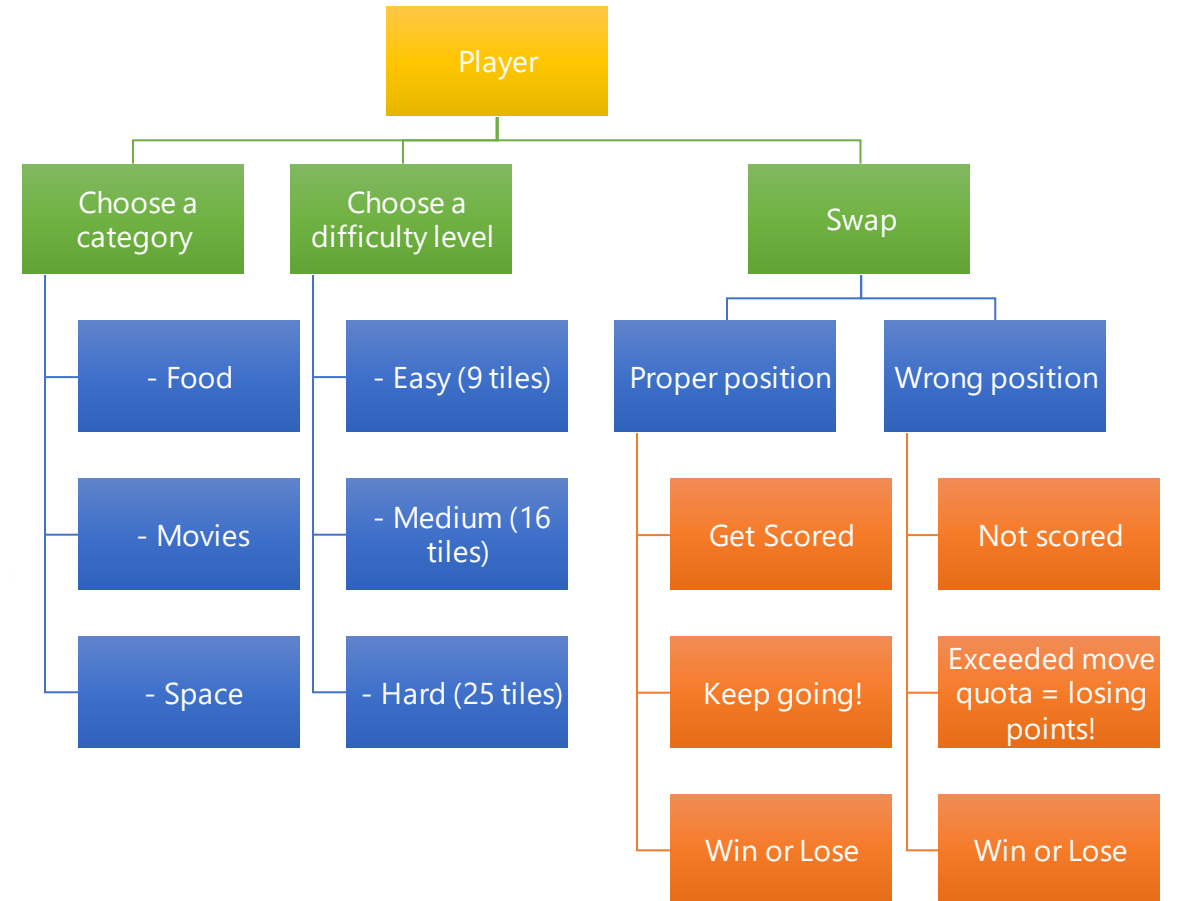 Player
Choose a
category
Choose a
difficulty level
Swap
- Food
- Easy (9 tiles)
Proper position
Wrong position
- Movies
- Medium (16
tiles)
Get Scored
Not scored
- Space
- Hard (25 tiles)
Keep going!
Exceeded move
quota = losing
points!
Win or Lose
Win or Lose